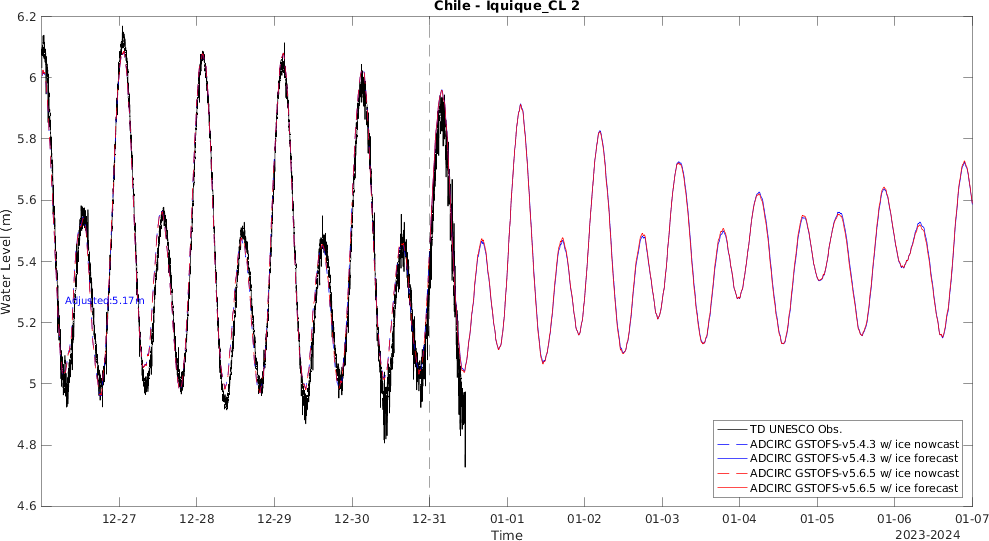 Chile - Iquique_CL 2
6.2
6
5.8
5.6
5.4
5.2
5
4.8
4.6
Water Level (m)
Adjusted:5.17m
TD UNESCO Obs.
ADCIRC GSTOFS-v5.4.3 w/ ice nowcast
ADCIRC GSTOFS-v5.4.3 w/ ice forecast
ADCIRC GSTOFS-v5.6.5 w/ ice nowcast
ADCIRC GSTOFS-v5.6.5 w/ ice forecast
12-27 12-28 12-29 12-30 12-31 01-01 01-02 01-03 01-04 01-05 01-06 01-07
Time
2023-2024